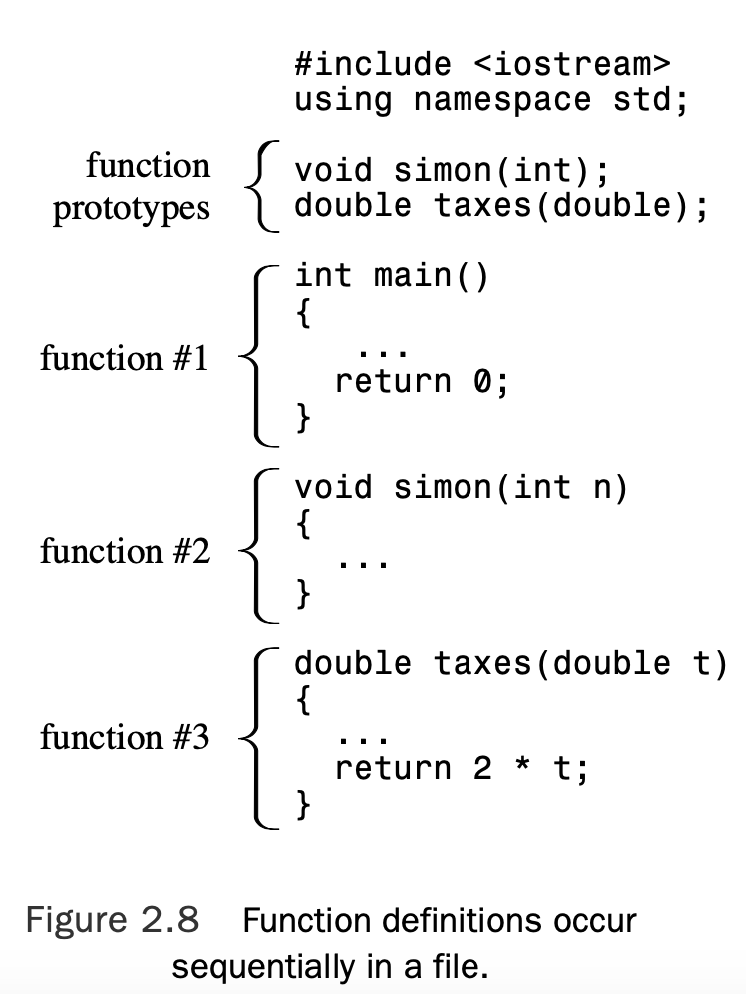 #include <iostream>
using namespace std;
function
prototypes
void simon(int);
double taxes(double);
function #1
int main()
{
...
return 0;
}
function #2
void simon(int n)
{
...
}
function #3
double taxes(double t)
{
...
return 2 * t;
}
Figure 2.8 Function definitions occur
sequentially in a file.